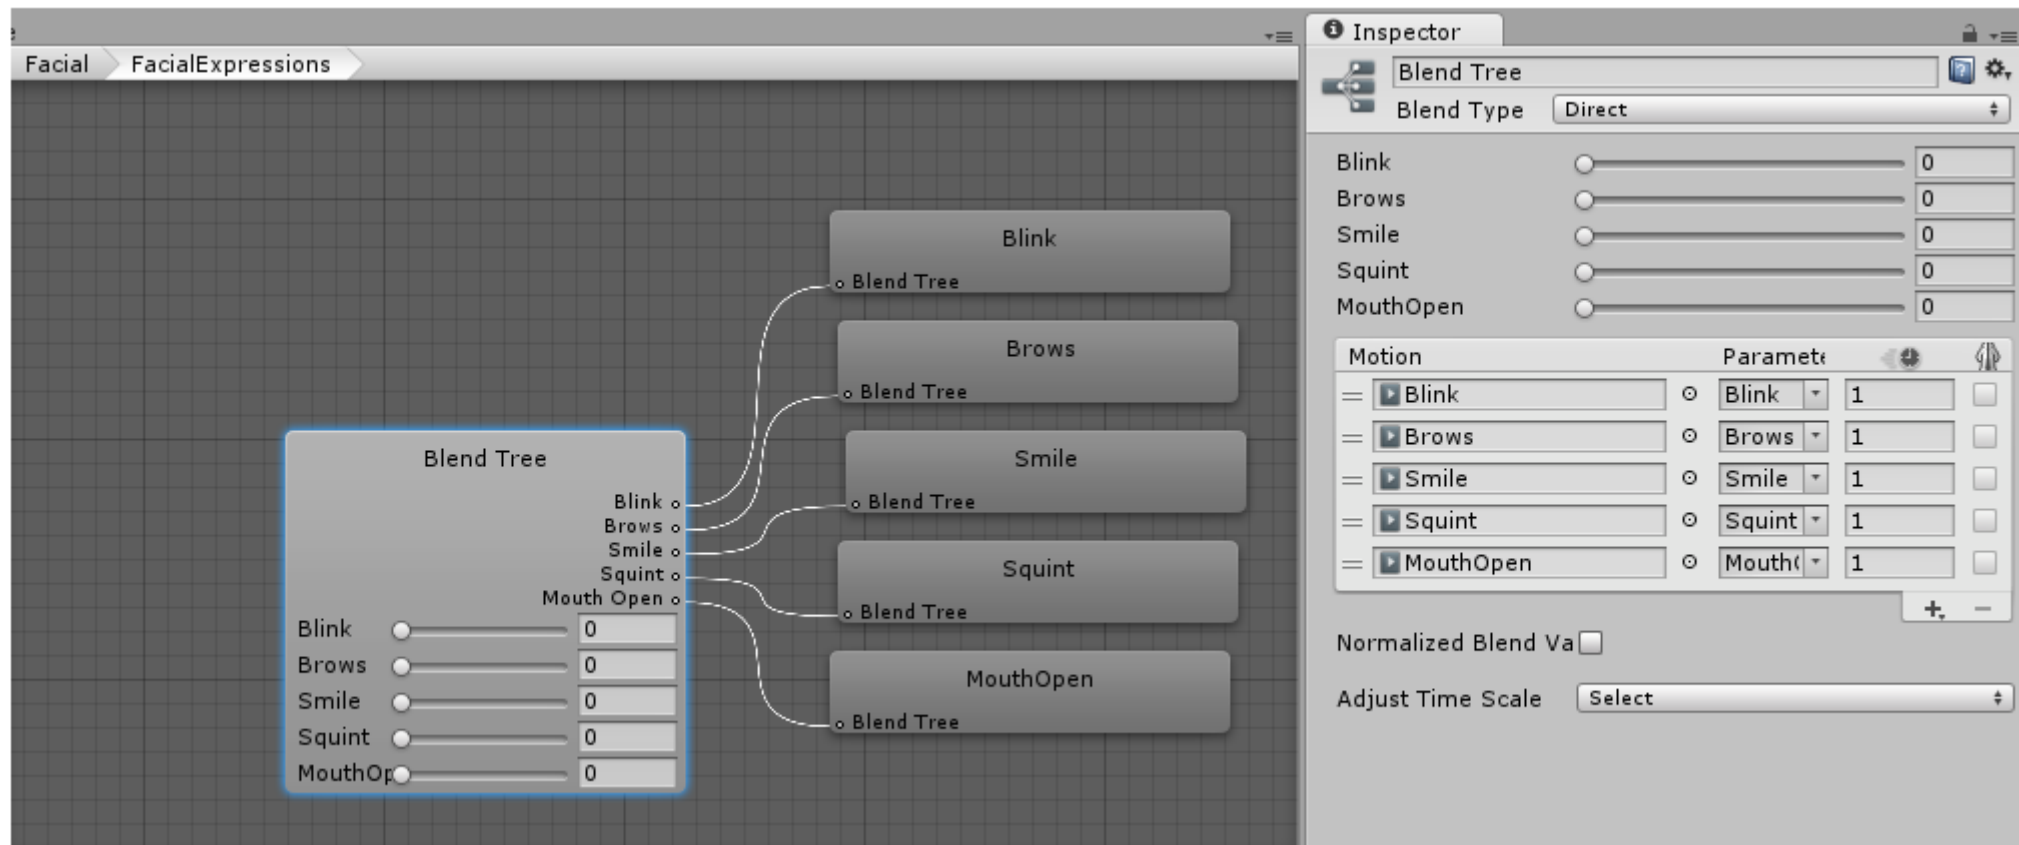 Facial FacialExpressions
Blink
Blend Tree
Brows
Blend Tree
Smile
Blend Tree
Squint
Blend Tree
MouthOpen
Blend Tree
Blend Tree
Blink
Brows
Smile
Squint
Mouth Open
Blink 0
Brows 0
Smile 0
Squint 0
MouthOp 0
Inspector
Blend Tree
Blend Type Direct
Blink 0
Brows 0
Smile 0
Squint 0
MouthOpen 0
Motion Paramete
Blink Blink 1
Brows Brows 1
Smile Smile 1
Squint Squint 1
MouthOpen Mouth( 1
+ −
Normalized Blend Va
Adjust Time Scale Select